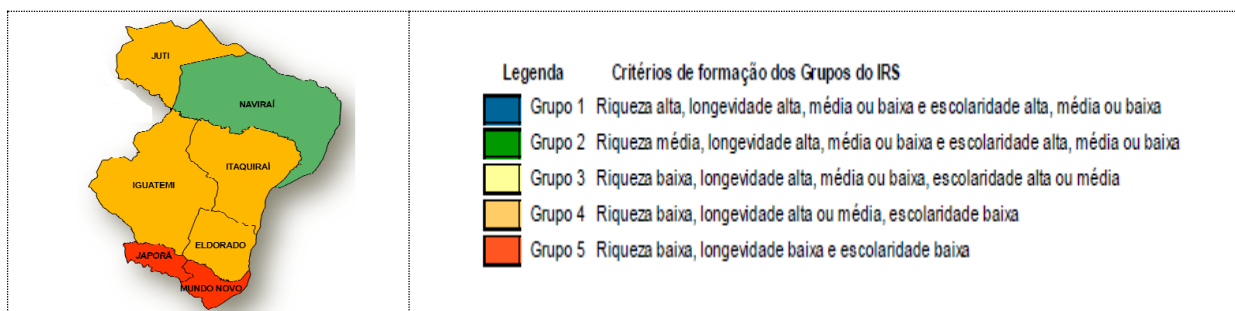 JUTI
NAVIRAÍ
ITAQUIRAÍ
IGUATEMI
ELDORADO
JAPORÃ
MUNDO NOVO
Legenda Critérios de formação dos Grupos do IRS
Grupo 1 Riqueza alta, longevidade alta, média ou baixa e escolaridade alta, média ou baixa
Grupo 2 Riqueza média, longevidade alta, média ou baixa e escolaridade alta, média ou baixa
Grupo 3 Riqueza baixa, longevidade alta, média ou baixa, escolaridade alta ou média
Grupo 4 Riqueza baixa, longevidade alta ou média, escolaridade baixa
Grupo 5 Riqueza baixa, longevidade baixa e escolaridade baixa